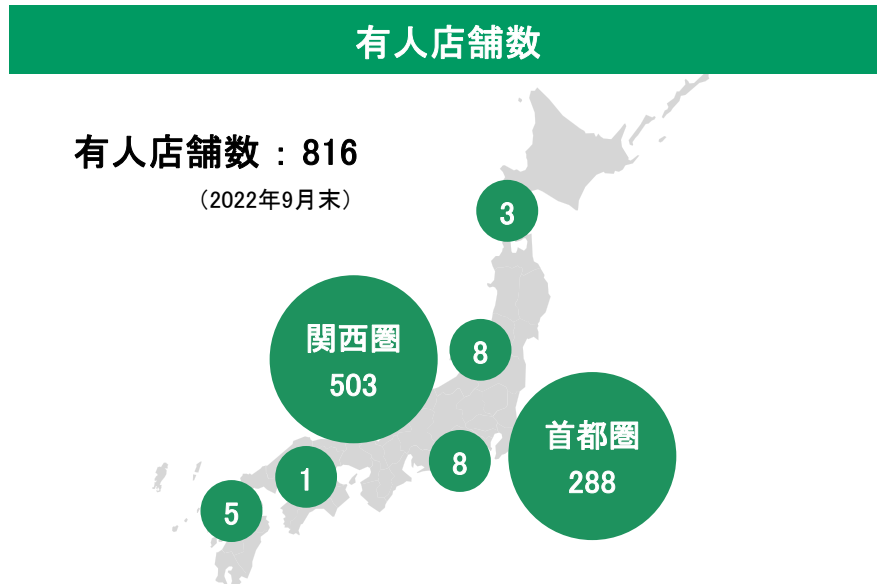 有人店舗数
有人店舗数 : 816
（2022年9月末）
3
関西圏
503
8
首都圏
288
8
1
5